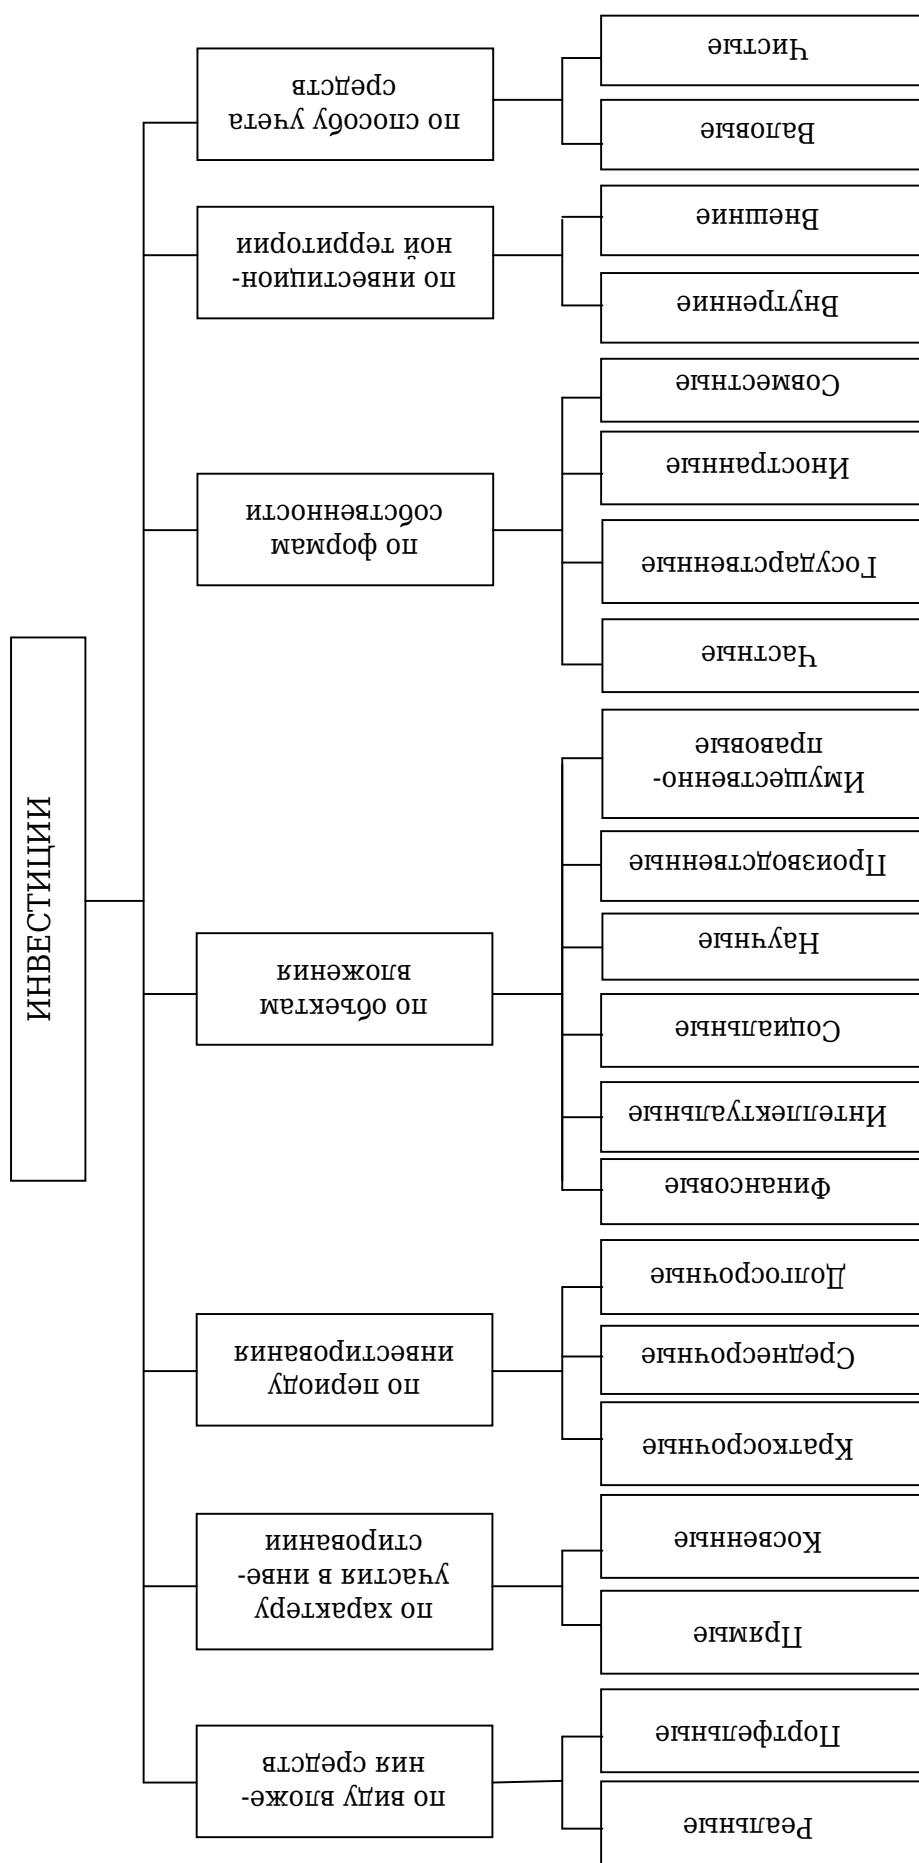 ИНВЕСТИЦИИ
по виду вложе-
ния средств
Реальные
Портфельные
по характеру
участия в инве-
стировании
Прямые
Косвенные
по периоду
инвестирования
Краткосрочные
Среднесрочные
Долгосрочные
по объектам
вложения
Финансовые
Интеллектуальные
Социальные
Научные
Производственные
Имущественно-
правовые
по формам
собственности
Частные
Государственные
Иностранные
Совместные
по инвестицион-
ной территории
Внутренние
Внешние
по способу учета
средств
Валовые
Чистые